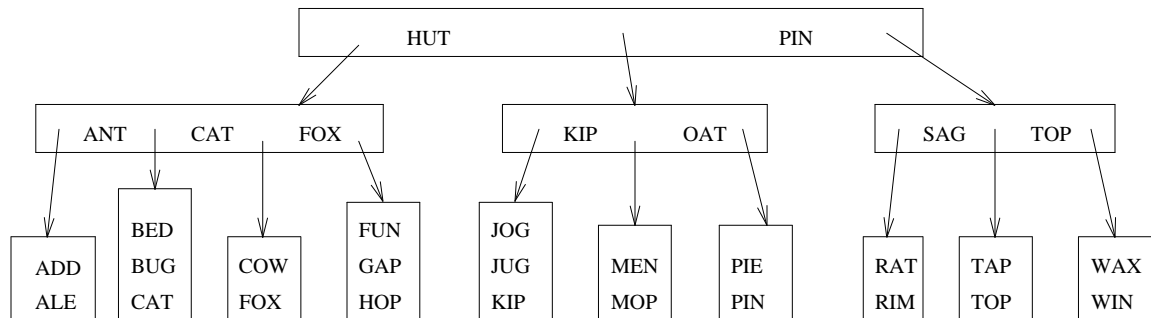 HUT PIN
ANT CAT FOX KIP OAT SAG TOP
ADD
ALE
BED
BUG
CAT
COW
FOX
FUN
GAP
HOP
JOG
JUG
KIP
MEN
MOP
PIE
PIN
RAT
RIM
TAP
TOP
WAX
WIN